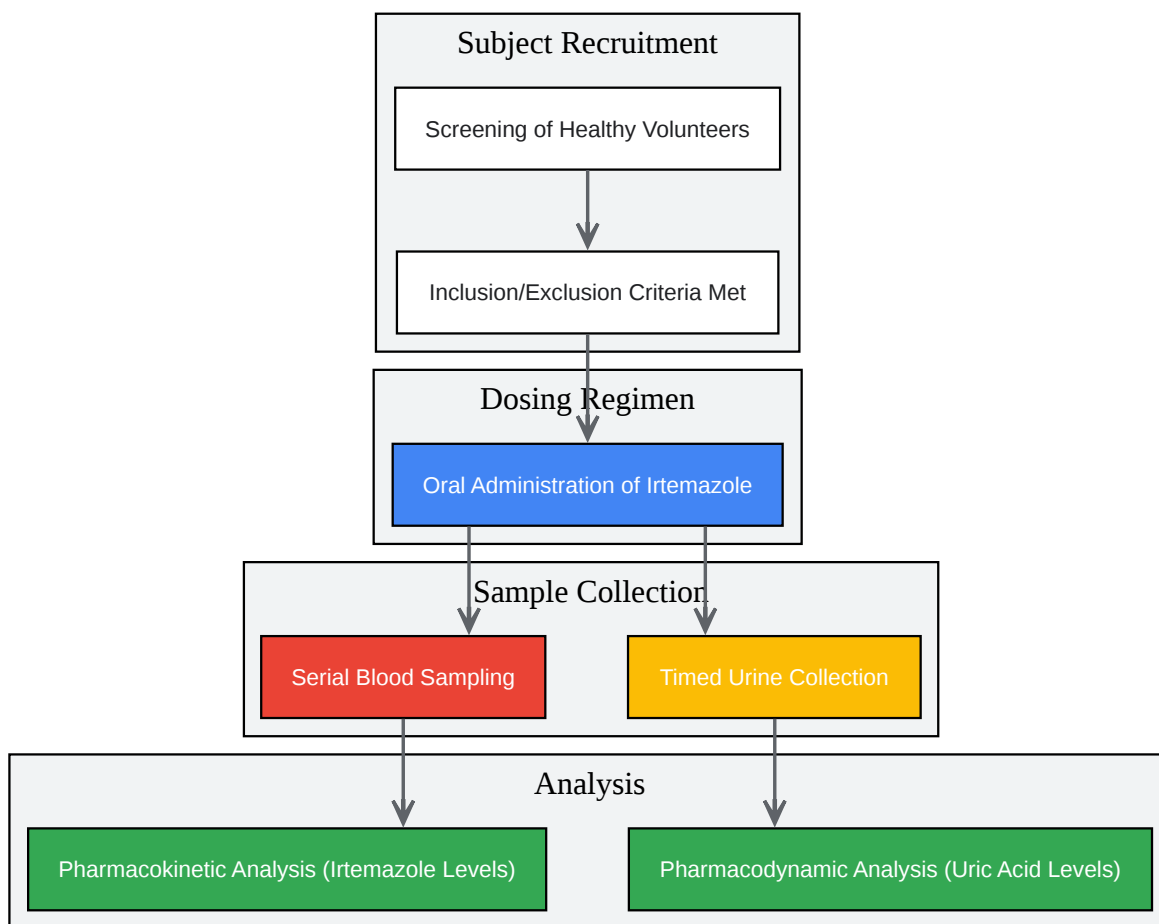 Subject Recruitment
Screening of Healthy Volunteers
Inclusion/Exclusion Criteria Met
Dosing Regimen
Oral Administration of Irtemazole
Sample Collection
Serial Blood Sampling
Timed Urine Collection
Analysis
Pharmacokinetic Analysis (Irtemazole Levels)
Pharmacodynamic Analysis (Uric Acid Levels)